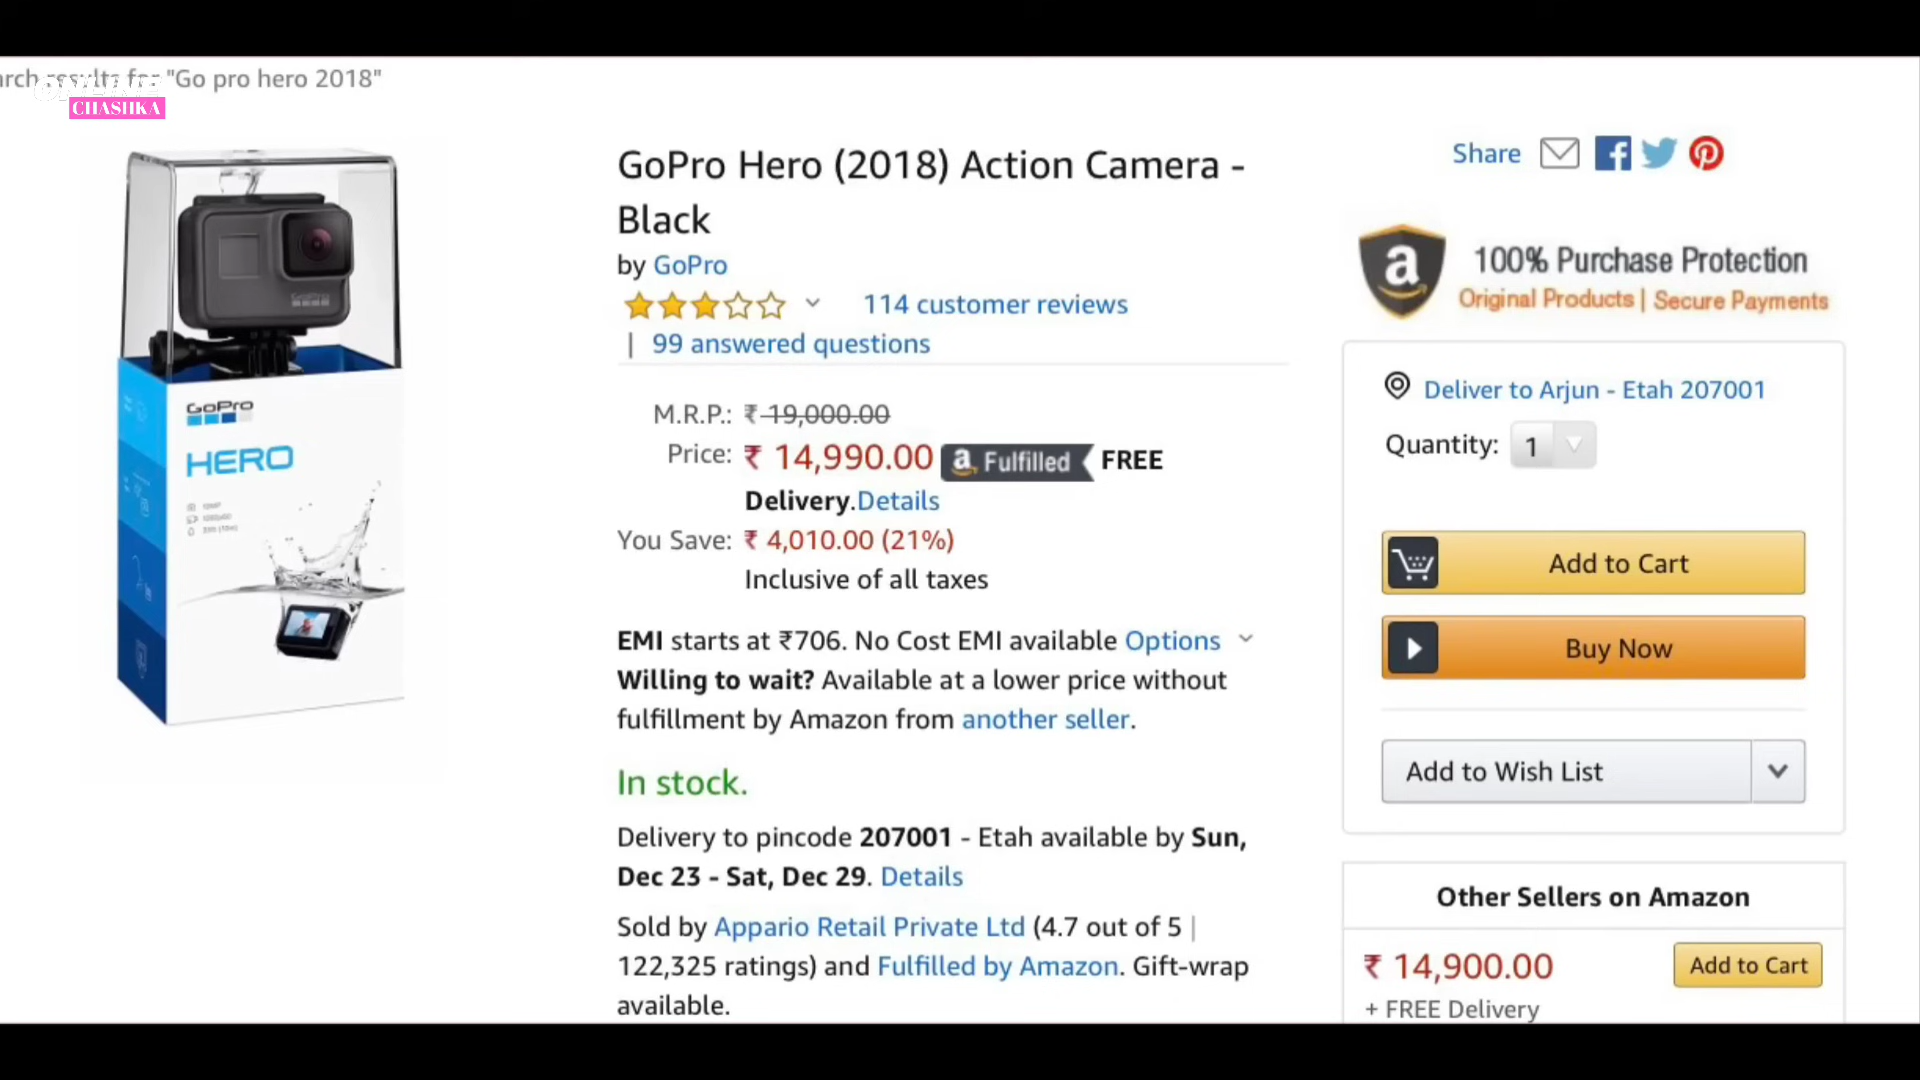 arch results for "Go pro hero 2018"
ONLINE
CHASHKA
GoPro
HERO
GoPro Hero (2018) Action Camera -
Black
by GoPro
114 customer reviews
| 99 answered questions
M.R.P.: ₹ 19,000.00
Price: ₹ 14,990.00 a Fulfilled FREE
Delivery.Details
You Save: ₹ 4,010.00 (21%)
Inclusive of all taxes
EMI starts at ₹706. No Cost EMI available Options
Willing to wait? Available at a lower price without
fulfillment by Amazon from another seller.
In stock.
Delivery to pincode 207001 - Etah available by Sun,
Dec 23 - Sat, Dec 29. Details
Sold by Appario Retail Private Ltd (4.7 out of 5 |
122,325 ratings) and Fulfilled by Amazon. Gift-wrap
available.
Share
a 100% Purchase Protection
Original Products | Secure Payments
Deliver to Arjun - Etah 207001
Quantity: 1
Add to Cart
Buy Now
Add to Wish List
Other Sellers on Amazon
₹ 14,900.00 Add to Cart
+ FREE Delivery